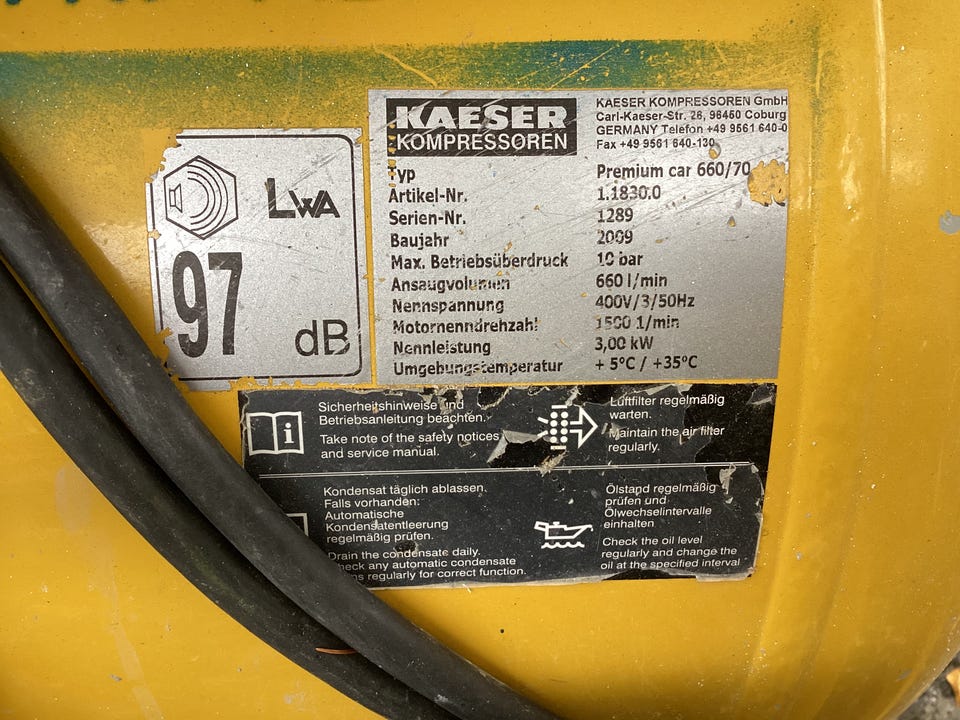 LWA
97
dB
KAESER
KOMPRESSOREN
KAESER KOMPRESSOREN GmbH
Carl-Kaeser-Str. 26, 96450 Coburg
GERMANY Telefon +49 9561 640-0
Fax +49 9561 640-130
Typ Premium car 660/70
Artikel-Nr. 1.1830.0
Serien-Nr. 1289
Baujahr 2009
Max. Betriebsüberdruck 10 bar
Ansaugvolumen 660 l/min
Nennspannung 400V/3/50Hz
Motornenndrehzahl 1500 1/min
Nennleistung 3,00 kW
Umgebungstemperatur + 5°C / +35°C
Sicherheitshinweise und
Betriebsanleitung beachten.
Take note of the safety notices
and service manual.
Luftfilter regelmäßig
warten.
Maintain the air filter
regularly.
Kondensat täglich ablassen.
Falls vorhanden:
Automatische
Kondensatentleerung
regelmäßig prüfen.
Drain the condensate daily.
Check any automatic condensate
regularly for correct function.
Ölstand regelmäßig
prüfen und
Ölwechselintervalle
einhalten
Check the oil level
regularly and change the
oil at the specified interval